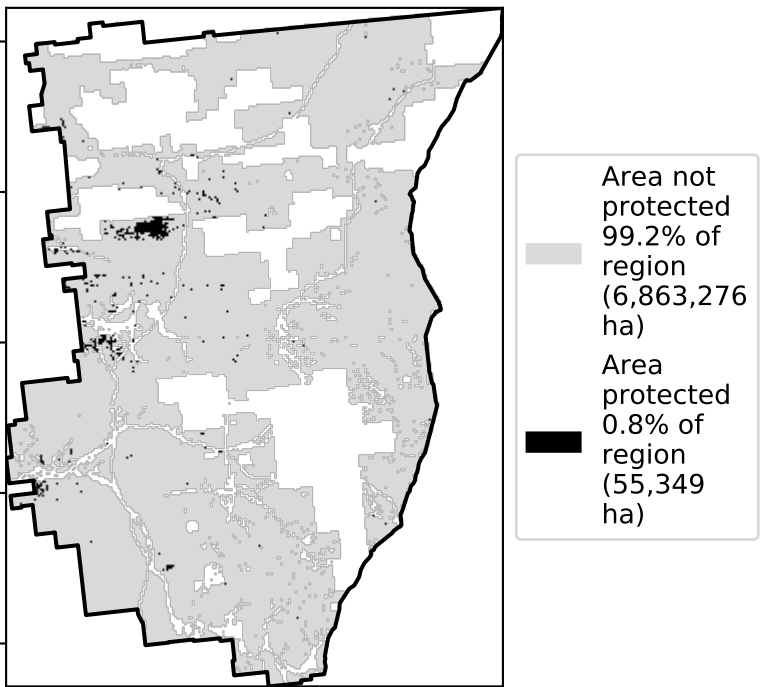 Area not
protected
99.2% of
region
(6,863,276
ha)
Area
protected
0.8% of
region
(55,349
ha)